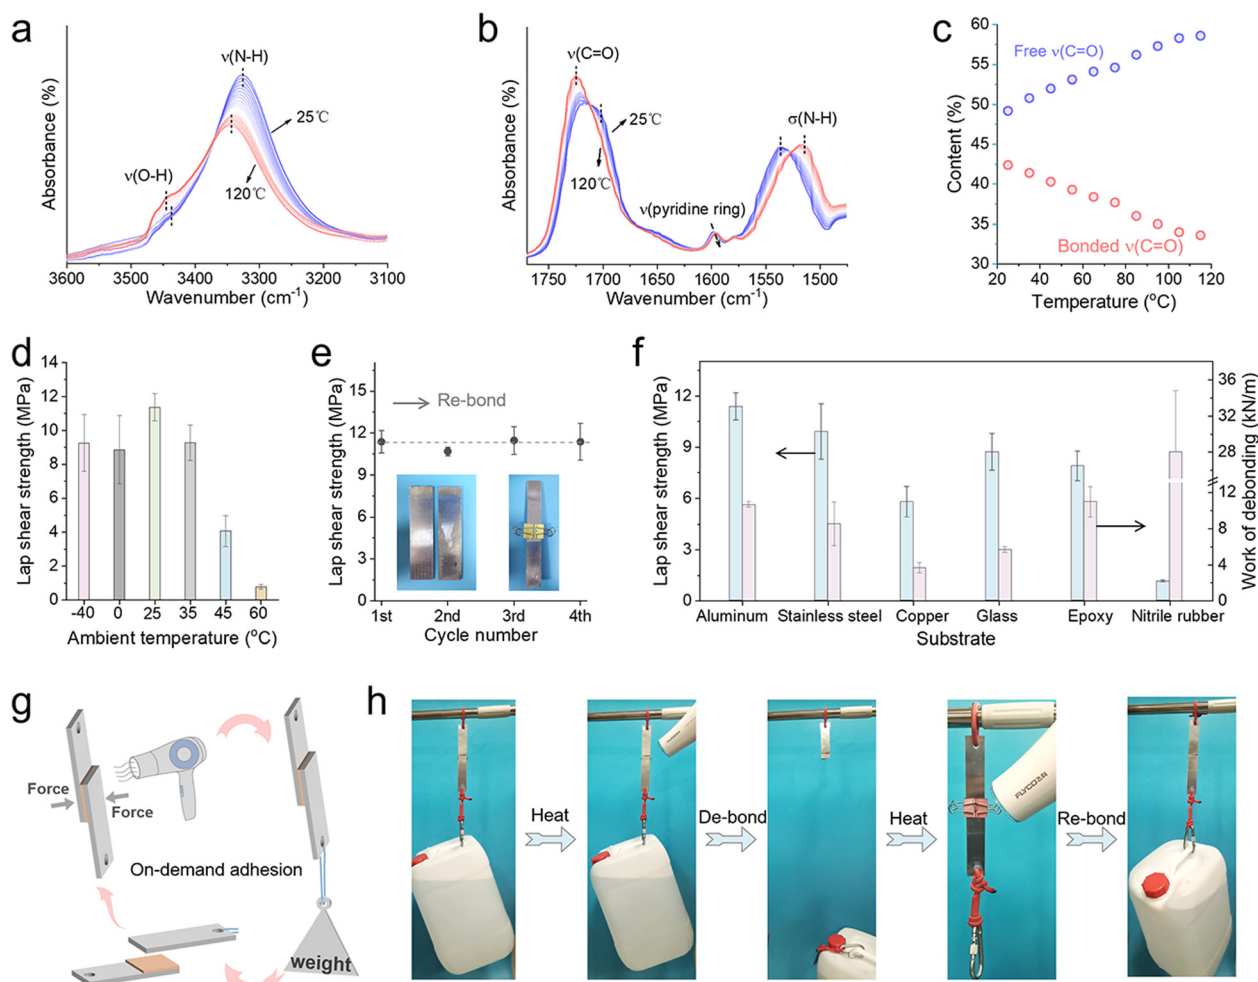 a
ν(N-H)
25℃
ν(O-H)
120℃
Absorbance (%)
3600
3500
3400
3300
3200
3100
Wavenumber (cm⁻¹)
b
ν(C=O)
25℃
σ(N-H)
120℃
ν(pyridine ring)
Absorbance (%)
1750
1700
1650
1600
1550
1500
Wavenumber (cm⁻¹)
c
60
55
50
45
40
35
30
Content (%)
Free ν(C=O)
Bonded ν(C=O)
20
40
60
80
100
120
Temperature (°C)
d
14
12
10
8
6
4
2
0
Lap shear strength (MPa)
-40
0
25
35
45
60
Ambient temperature (°C)
e
15
12
9
6
3
0
Lap shear strength (MPa)
Re-bond
1st
2nd
3rd
4th
Cycle number
f
12
9
6
3
0
Lap shear strength (MPa)
36
32
28
12
8
4
0
Work of debonding (kN/m)
Aluminum
Stainless steel
Copper
Glass
Epoxy
Nitrile rubber
Substrate
g
Force
Force
On-demand adhesion
weight
h
Heat
De-bond
Heat
FLYCO
Re-bond